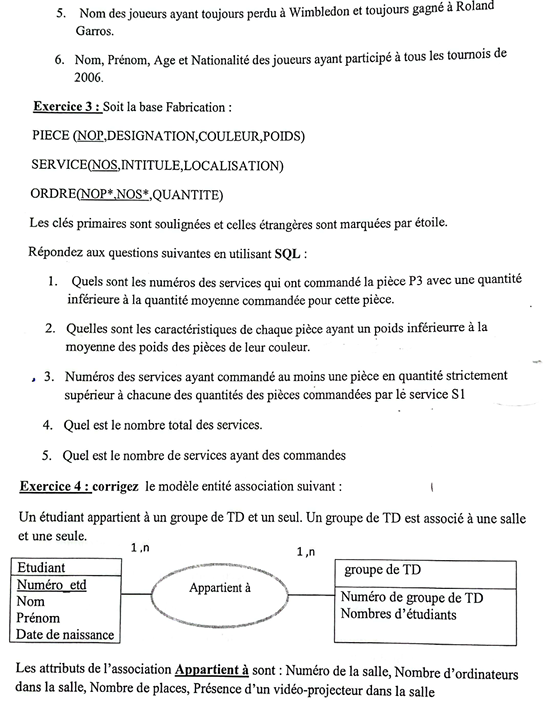 5. Nom des joueurs ayant toujours perdu à Wimbledon et toujours gagné à Roland
Garros.
6. Nom, Prénom, Age et Nationalité des joueurs ayant participé à tous les tournois de
2006.
Exercice 3 : Soit la base Fabrication :
PIECE (NOP,DESIGNATION,COULEUR,POIDS)
SERVICE(NOS,INTITULE,LOCALISATION)
ORDRE(NOP*,NOS*,QUANTITE)
Les clés primaires sont soulignées et celles étrangères sont marquées par étoile.
Répondez aux questions suivantes en utilisant SQL :
1. Quels sont les numéros des services qui ont commandé la pièce P3 avec une quantité
inférieure à la quantité moyenne commandée pour cette pièce.
2. Quelles sont les caractéristiques de chaque pièce ayant un poids inférieurre à la
moyenne des poids des pièces de leur couleur.
3. Numéros des services ayant commandé au moins une pièce en quantité strictement
supérieur à chacune des quantités des pièces commandées par le service S1
4. Quel est le nombre total des services.
5. Quel est le nombre de services ayant des commandes
Exercice 4 : corrigez le modèle entité association suivant :
Un étudiant appartient à un groupe de TD et un seul. Un groupe de TD est associé à une salle
et une seule.
1,n
1,n
Etudiant
Numéro_etd
Nom
Prénom
Date de naissance
Appartient à
groupe de TD
Numéro de groupe de TD
Nombres d'étudiants
Les attributs de l'association Appartient à sont : Numéro de la salle, Nombre d'ordinateurs
dans la salle, Nombre de places, Présence d'un vidéo-projecteur dans la salle